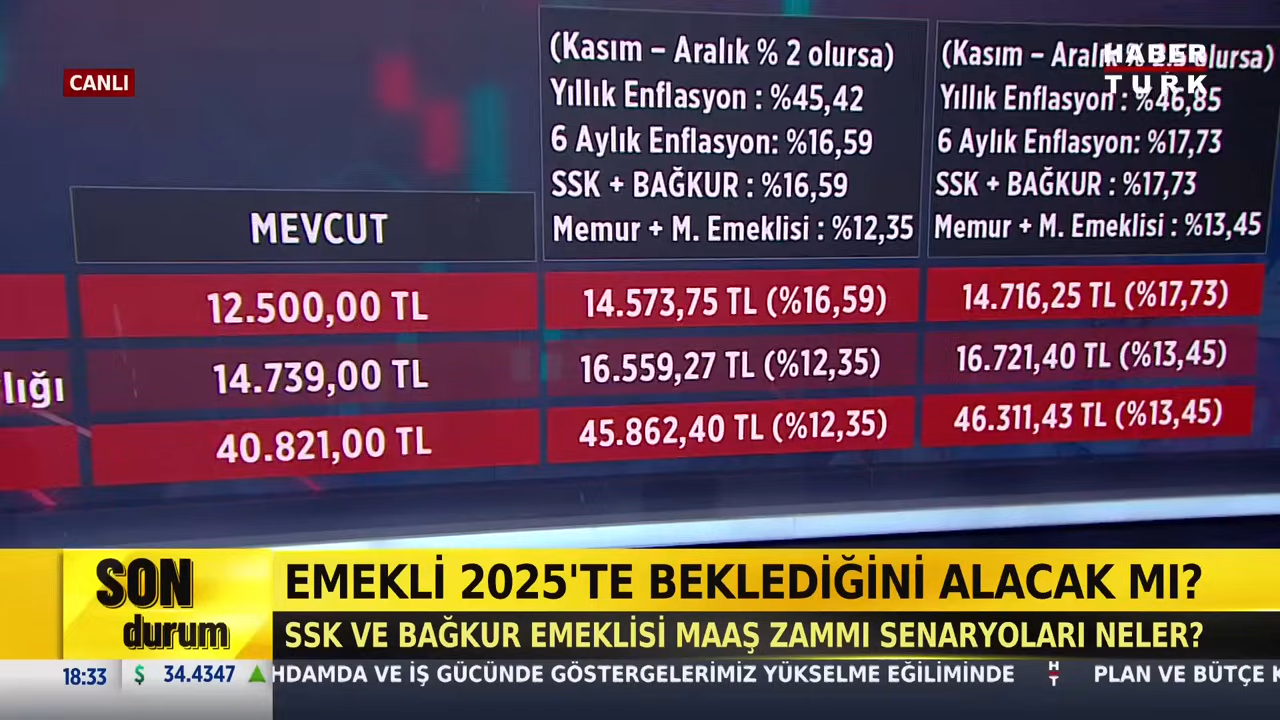 CANLI
HABER
TÜRK
(Kasım – Aralık % 2 olursa)
Yıllık Enflasyon : %45,42
6 Aylık Enflasyon: %16,59
SSK + BAĞKUR : %16,59
Memur + M. Emeklisi : %12,35
(Kasım – Aralık % 2,5 olursa)
Yıllık Enflasyon : %46,85
6 Aylık Enflasyon: %17,73
SSK + BAĞKUR : %17,73
Memur + M. Emeklisi : %13,45
MEVCUT
12.500,00 TL
14.573,75 TL (%16,59)
14.716,25 TL (%17,73)
lığı
14.739,00 TL
16.559,27 TL (%12,35)
16.721,40 TL (%13,45)
40.821,00 TL
45.862,40 TL (%12,35)
46.311,43 TL (%13,45)
SON
durum
EMEKLİ 2025'TE BEKLEDİĞİNİ ALACAK MI?
SSK VE BAĞKUR EMEKLİSİ MAAŞ ZAMMI SENARYOLARI NELER?
18:33 $ 34.4347 HDAMDA VE İŞ GÜCÜNDE GÖSTERGELERİMİZ YÜKSELME EĞİLİMİNDE H T PLAN VE BÜTÇE K